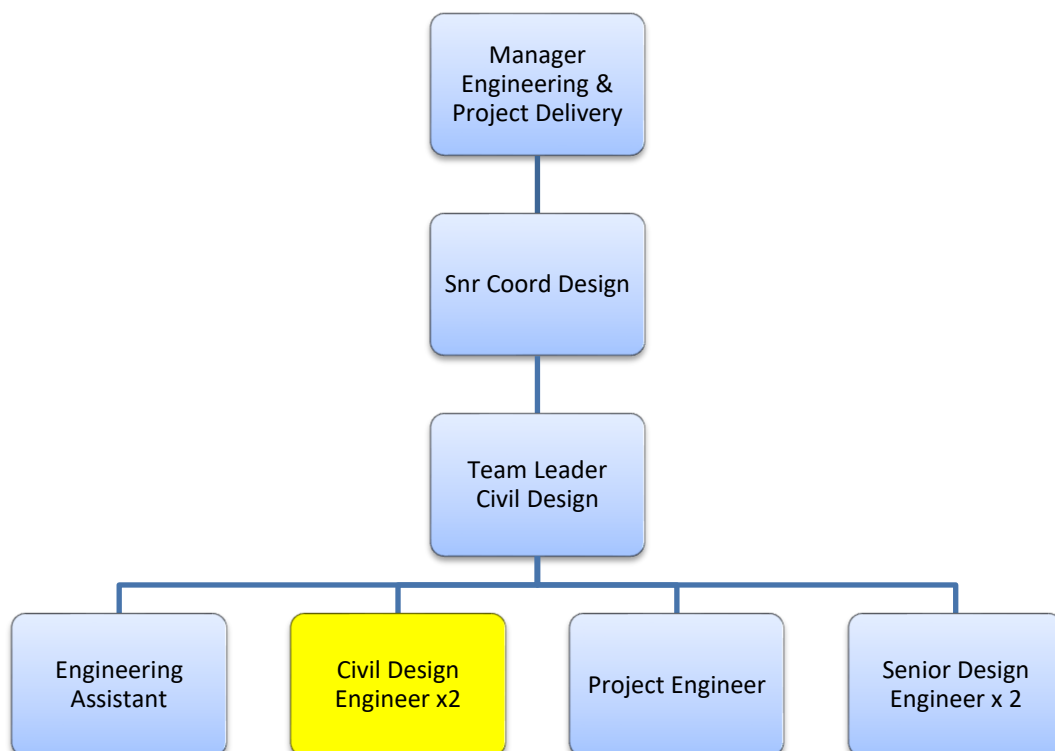 Manager
Engineering &
Project Delivery
Snr Coord Design
Team Leader
Civil Design
Engineering
Assistant
Civil Design
Engineer x2
Project Engineer
Senior Design
Engineer x 2